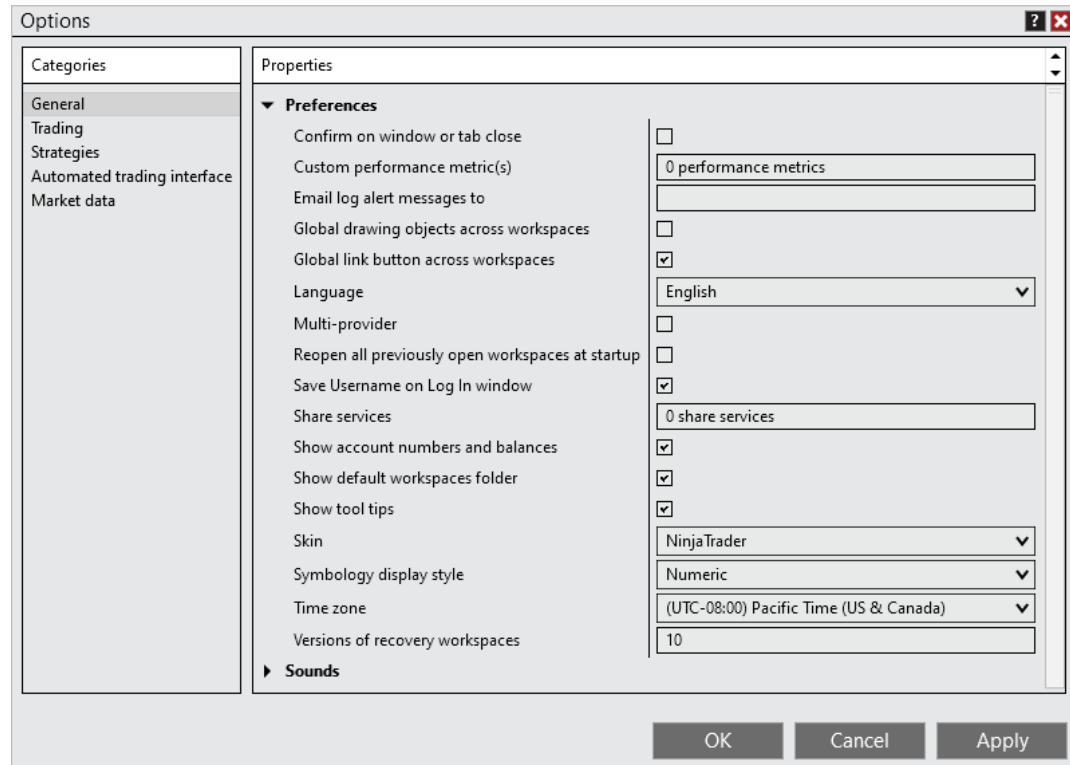 Options
?
Categories
General
Trading
Strategies
Automated trading interface
Market data
Properties
Preferences
Confirm on window or tab close
Custom performance metric(s) 0 performance metrics
Email log alert messages to
Global drawing objects across workspaces
Global link button across workspaces
Language English
Multi-provider
Reopen all previously open workspaces at startup
Save Username on Log In window
Share services 0 share services
Show account numbers and balances
Show default workspaces folder
Show tool tips
Skin NinjaTrader
Symbology display style Numeric
Time zone (UTC-08:00) Pacific Time (US & Canada)
Versions of recovery workspaces 10
Sounds
OK Cancel Apply